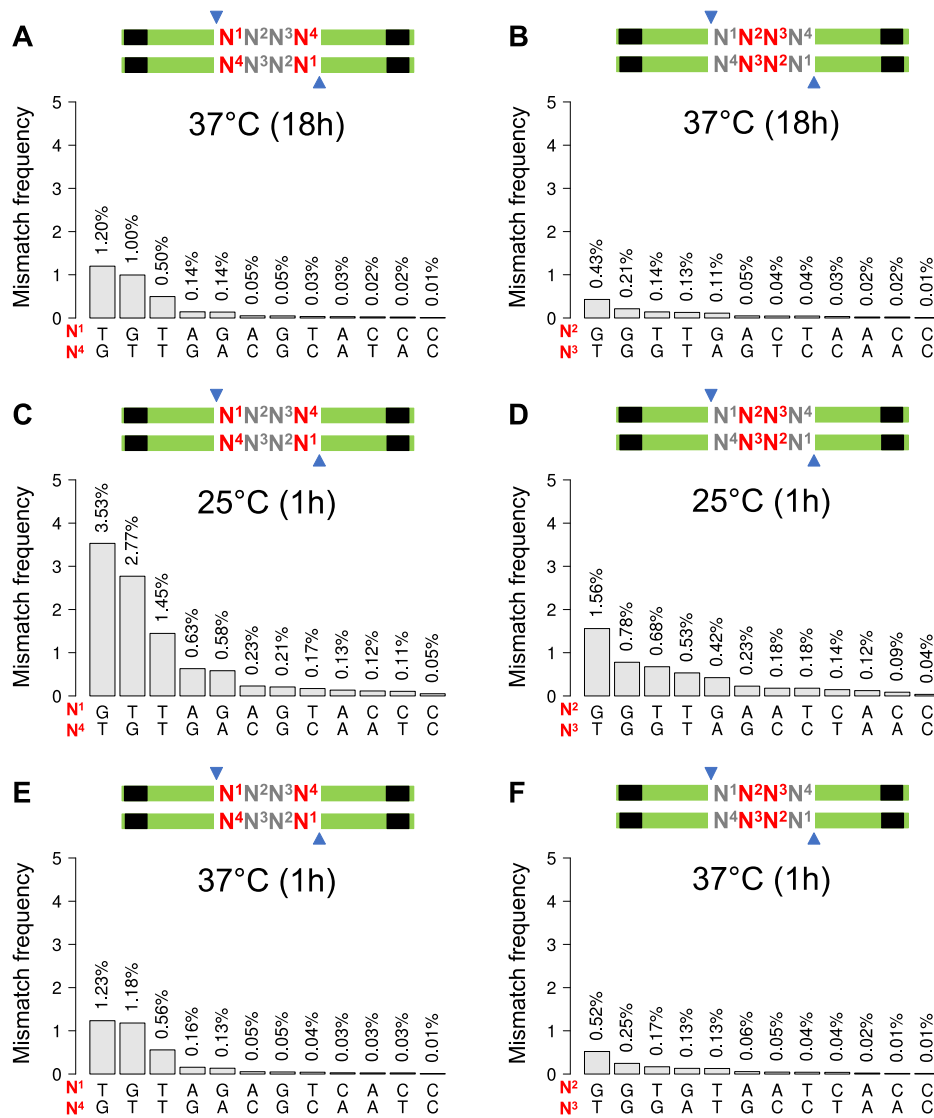 A
N¹N²N³N⁴
N⁴N³N²N¹
37°C (18h)
Mismatch frequency
5
4
3
2
1
0
1.20% 1.00% 0.50% 0.14% 0.14% 0.05% 0.05% 0.03% 0.03% 0.02% 0.02% 0.01%
N¹ T G T A G A G T A C C C
N⁴ G T T G A C G C A T A C
B
N¹N²N³N⁴
N⁴N³N²N¹
37°C (18h)
Mismatch frequency
5
4
3
2
1
0
0.43% 0.21% 0.14% 0.13% 0.11% 0.05% 0.04% 0.04% 0.03% 0.02% 0.02% 0.01%
N² G G T T G A C T A A C C
N³ T G G T A G T C C A A C
C
N¹N²N³N⁴
N⁴N³N²N¹
25°C (1h)
Mismatch frequency
5
4
3
2
1
0
3.53% 2.77% 1.45% 0.63% 0.58% 0.23% 0.21% 0.17% 0.13% 0.12% 0.11% 0.05%
N¹ G T T A G A G T A C C C
N⁴ T G T G A C G C A A T C
D
N¹N²N³N⁴
N⁴N³N²N¹
25°C (1h)
Mismatch frequency
5
4
3
2
1
0
1.56% 0.78% 0.68% 0.53% 0.42% 0.23% 0.18% 0.18% 0.14% 0.12% 0.09% 0.04%
N² G G T T G A C T A A C C
N³ T G G T A G T C C A A C
E
N¹N²N³N⁴
N⁴N³N²N¹
37°C (1h)
Mismatch frequency
5
4
3
2
1
0
1.23% 1.18% 0.56% 0.16% 0.13% 0.05% 0.05% 0.04% 0.03% 0.03% 0.03% 0.01%
N¹ T G T A G A G T C A C C
N⁴ G T T G A C G C A A T C
F
N¹N²N³N⁴
N⁴N³N²N¹
37°C (1h)
Mismatch frequency
5
4
3
2
1
0
0.52% 0.25% 0.17% 0.13% 0.13% 0.06% 0.05% 0.04% 0.04% 0.02% 0.01% 0.01%
N² G G T G T A A T C A C C
N³ T G G A T G C C T A A C